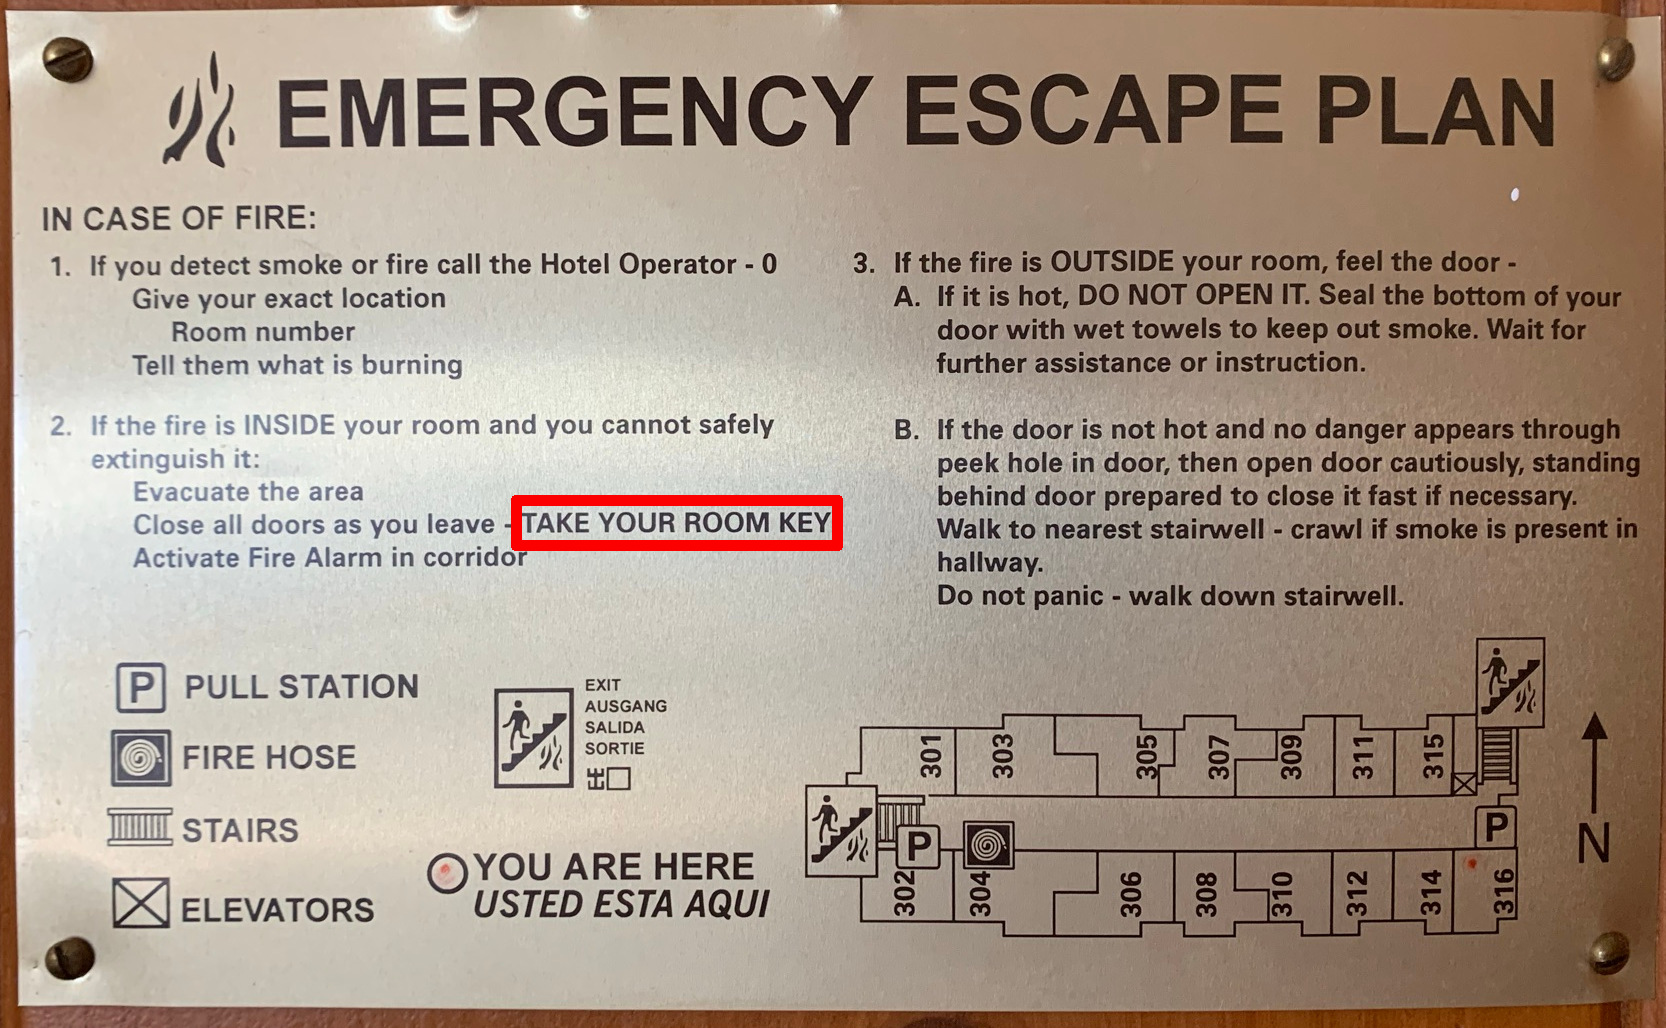 EMERGENCY ESCAPE PLAN
IN CASE OF FIRE:
1. If you detect smoke or fire call the Hotel Operator - 0
Give your exact location
Room number
Tell them what is burning
2. If the fire is INSIDE your room and you cannot safely
extinguish it:
Evacuate the area
Close all doors as you leave - TAKE YOUR ROOM KEY
Activate Fire Alarm in corridor
3. If the fire is OUTSIDE your room, feel the door -
A. If it is hot, DO NOT OPEN IT. Seal the bottom of your
door with wet towels to keep out smoke. Wait for
further assistance or instruction.
B. If the door is not hot and no danger appears through
peek hole in door, then open door cautiously, standing
behind door prepared to close it fast if necessary.
Walk to nearest stairwell - crawl if smoke is present in
hallway.
Do not panic - walk down stairwell.
P PULL STATION
FIRE HOSE
STAIRS
ELEVATORS
EXIT
AUSGANG
SALIDA
SORTIE
出口
YOU ARE HERE
USTED ESTA AQUI
301 303 305 307 309 311 315
P P
302 304 306 308 310 312 314 316
N